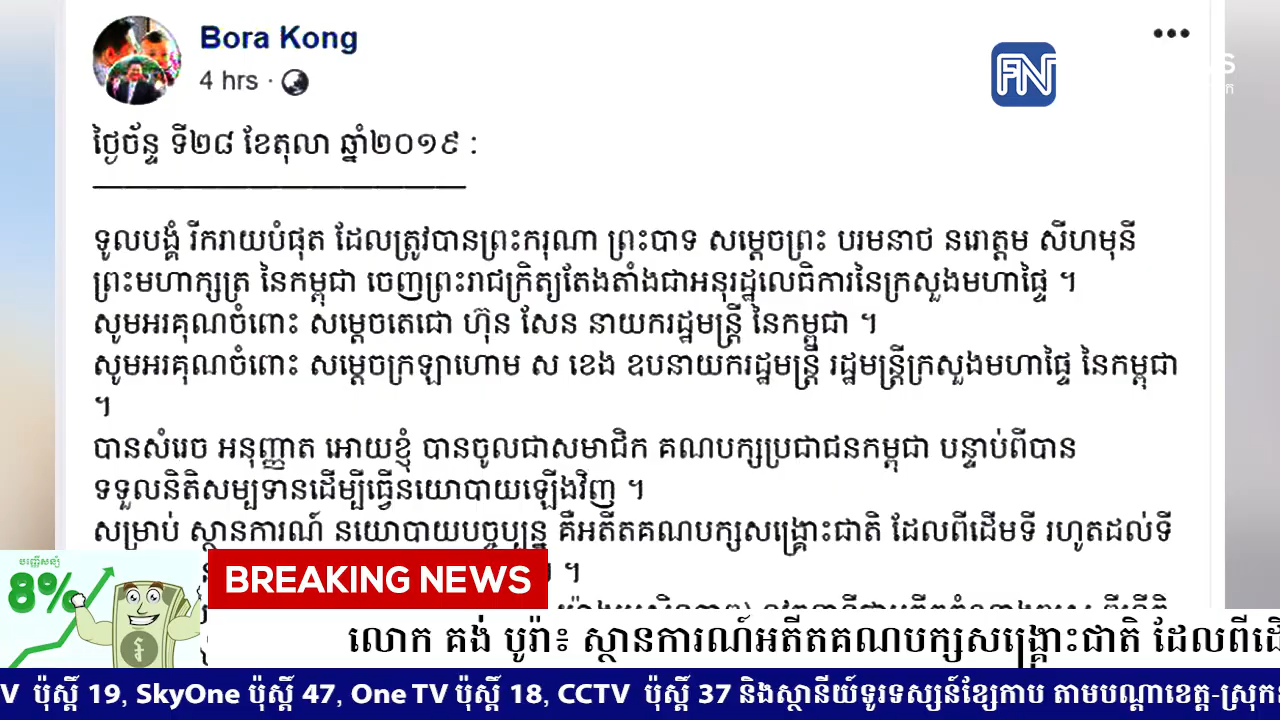 Bora Kong
4 hrs ·
FN
ថ្ងៃច័ន្ទ ទី២៨ ខែតុលា ឆ្នាំ២០១៩ :
ទូលបង្គំ រីករាយបំផុត ដែលត្រូវបានព្រះករុណា ព្រះបាទ សម្តេចព្រះ បរមនាថ នរោត្តម សីហមុនី
ព្រះមហាក្សត្រ នៃកម្ពុជា ចេញព្រះរាជក្រិត្យតែងតាំងជាអនុរដ្ឋលេធិការនៃក្រសួងមហាផ្ទៃ ។
សូមអរគុណចំពោះ សម្តេចតេជោ ហ៊ុន សែន នាយករដ្ឋមន្ត្រី នៃកម្ពុជា ។
សូមអរគុណចំពោះ សម្តេចក្រឡាហោម ស ខេង ឧបនាយករដ្ឋមន្ត្រី រដ្ឋមន្ត្រីក្រសួងមហាផ្ទៃ នៃកម្ពុជា
។
បានសំរេច អនុញ្ញាត អោយខ្ញុំ បានចូលជាសមាជិក គណបក្សប្រជាជនកម្ពុជា បន្ទាប់ពីបាន
ទទួលនិតិសម្បទានដើម្បីធ្វើនយោបាយឡើងវិញ ។
សម្រាប់ ស្ថានការណ៍ នយោបាយបច្ចុប្បន្ន គឺអតីតគណបក្សសង្គ្រោះជាតិ ដែលពីដើមទី រហូតដល់ទី
។
បញ្ញើសន្សំ
8%
BREAKING NEWS
លោក គង់ បូរ៉ា៖ ស្ថានការណ៍អតីតគណបក្សសង្គ្រោះជាតិ ដែលពីដើ
V ប៉ុស្តិ៍ 19, SkyOne ប៉ុស្តិ៍ 47, One TV ប៉ុស្តិ៍ 18, CCTV ប៉ុស្តិ៍ 37 និងស្ថានីយ៍ទូរទស្សន៍ខ្សែកាប តាមបណ្តាខេត្ត-ស្រុក